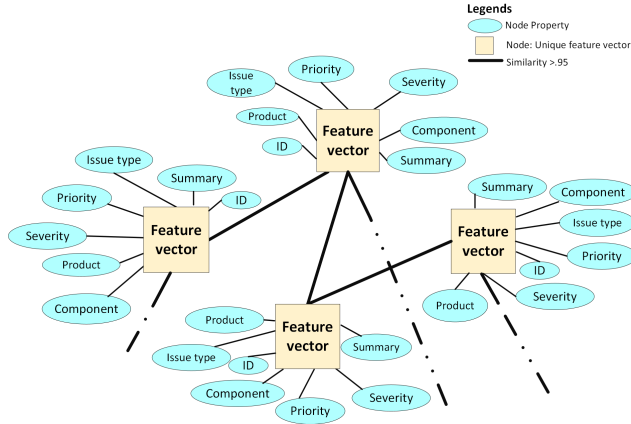 Legends
Node Property
Node: Unique feature vector
Similarity >.95
Issue
type
Priority
Severity
Product
ID
Component
Summary
Feature
vector
Issue type
Summary
ID
Priority
Severity
Product
Component
Feature
vector
Summary
Component
Issue type
Priority
ID
Severity
Product
Feature
vector
Product
Issue type
ID
Component
Priority
Severity
Summary
Feature
vector